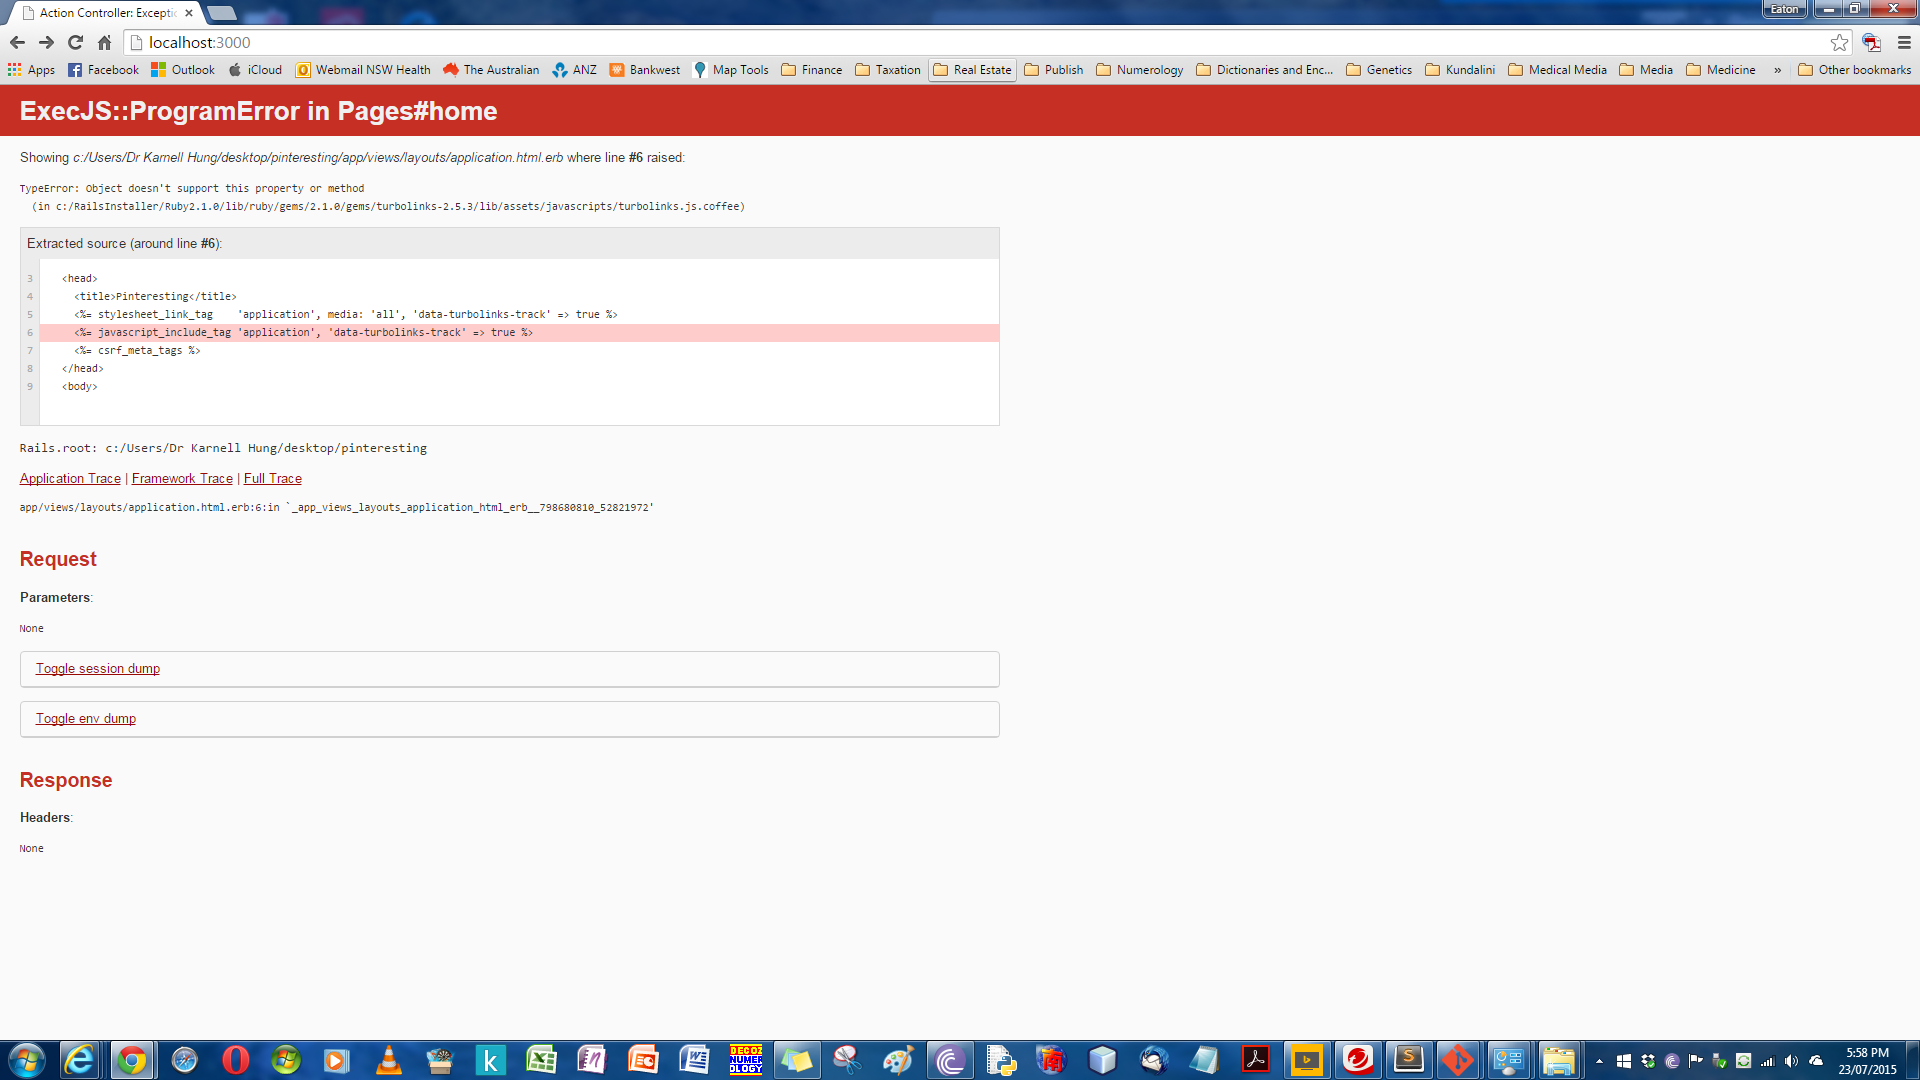 Action Controller: Excepti
Eaton
localhost:3000
Apps Facebook Outlook iCloud Webmail NSW Health The Australian ANZ Bankwest Map Tools Finance Taxation Real Estate Publish Numerology Dictionaries and Enc... Genetics Kundalini Medical Media Media Medicine » Other bookmarks
ExecJS::ProgramError in Pages#home
Showing c:/Users/Dr Karnell Hung/desktop/pinteresting/app/views/layouts/application.html.erb where line #6 raised:
TypeError: Object doesn't support this property or method
(in c:/RailsInstaller/Ruby2.1.0/lib/ruby/gems/2.1.0/gems/turbolinks-2.5.3/lib/assets/javascripts/turbolinks.js.coffee)
Extracted source (around line #6):
3 <head>
4 <title>Pinteresting</title>
5 <%= stylesheet_link_tag    'application', media: 'all', 'data-turbolinks-track' => true %>
6 <%= javascript_include_tag 'application', 'data-turbolinks-track' => true %>
7 <%= csrf_meta_tags %>
8 </head>
9 <body>
Rails.root: c:/Users/Dr Karnell Hung/desktop/pinteresting
Application Trace | Framework Trace | Full Trace
app/views/layouts/application.html.erb:6:in `_app_views_layouts_application_html_erb__798680810_52821972'
Request
Parameters:
None
Toggle session dump
Toggle env dump
Response
Headers:
None
DECOZ
NUMER
OLOGY
5:58 PM
23/07/2015